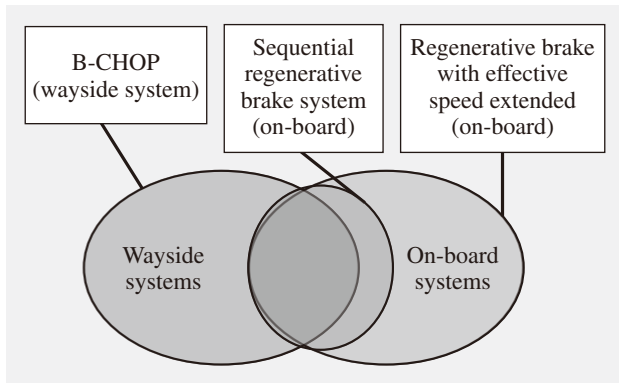 B-CHOP
(wayside system)
Sequential
regenerative
brake system
(on-board)
Regenerative brake
with effective
speed extended
(on-board)
Wayside
systems
On-board
systems